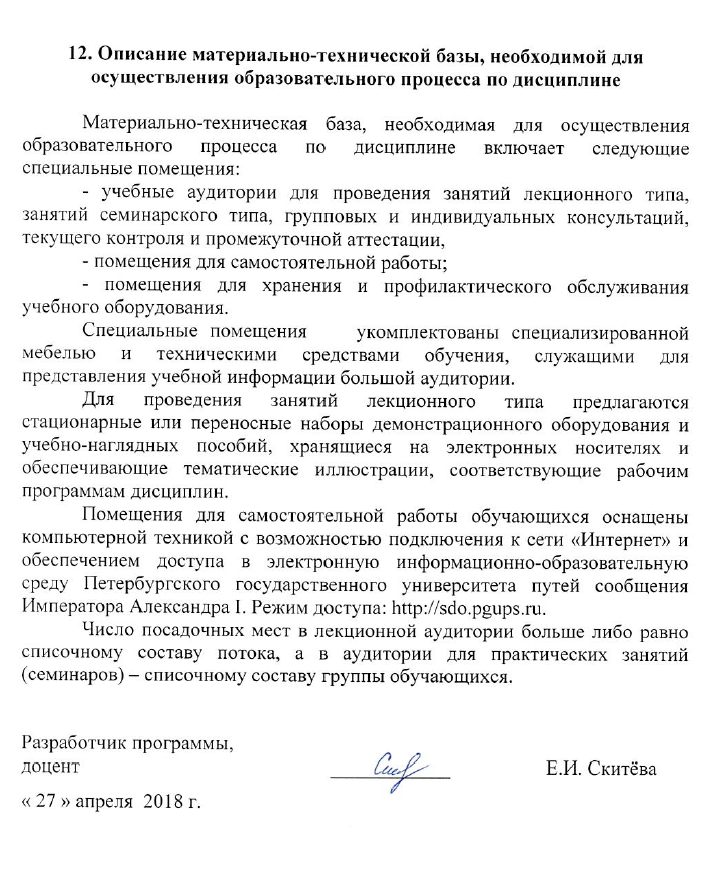 12. Описание материально-технической базы, необходимой для
осуществления образовательного процесса по дисциплине
Материально-техническая база, необходимая для осуществления
образовательного процесса по дисциплине включает следующие
специальные помещения:
- учебные аудитории для проведения занятий лекционного типа,
занятий семинарского типа, групповых и индивидуальных консультаций,
текущего контроля и промежуточной аттестации,
- помещения для самостоятельной работы;
- помещения для хранения и профилактического обслуживания
учебного оборудования.
Специальные помещения укомплектованы специализированной
мебелью и техническими средствами обучения, служащими для
представления учебной информации большой аудитории.
Для проведения занятий лекционного типа предлагаются
стационарные или переносные наборы демонстрационного оборудования и
учебно-наглядных пособий, хранящиеся на электронных носителях и
обеспечивающие тематические иллюстрации, соответствующие рабочим
программам дисциплин.
Помещения для самостоятельной работы обучающихся оснащены
компьютерной техникой с возможностью подключения к сети «Интернет» и
обеспечением доступа в электронную информационно-образовательную
среду Петербургского государственного университета путей сообщения
Императора Александра I. Режим доступа: http://sdo.pgups.ru.
Число посадочных мест в лекционной аудитории больше либо равно
списочному составу потока, а в аудитории для практических занятий
(семинаров) – списочному составу группы обучающихся.
Разработчик программы,
доцент Е.И. Скитёва
« 27 » апреля 2018 г.